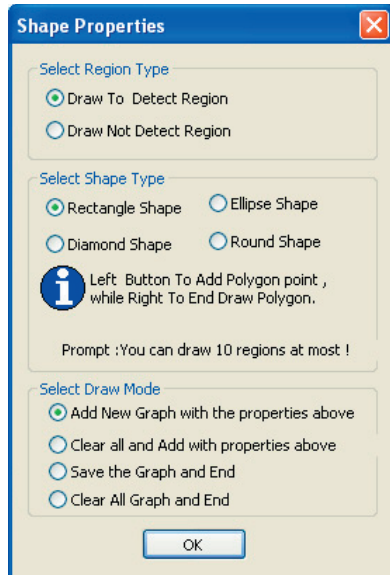 Shape Properties
Select Region Type
Draw To Detect Region
Draw Not Detect Region
Select Shape Type
Rectangle Shape
Ellipse Shape
Diamond Shape
Round Shape
Left Button To Add Polygon point ,
while Right To End Draw Polygon.
Prompt :You can draw 10 regions at most !
Select Draw Mode
Add New Graph with the properties above
Clear all and Add with properties above
Save the Graph and End
Clear All Graph and End
OK